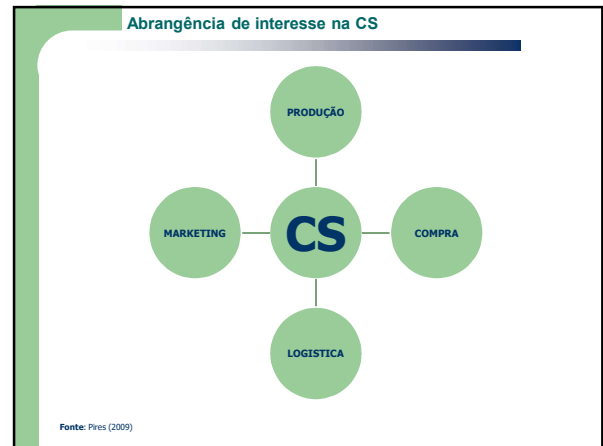 Abrangência de interesse na CS
PRODUÇÃO
MARKETING
CS
COMPRA
LOGISTICA
Fonte: Pires (2009)